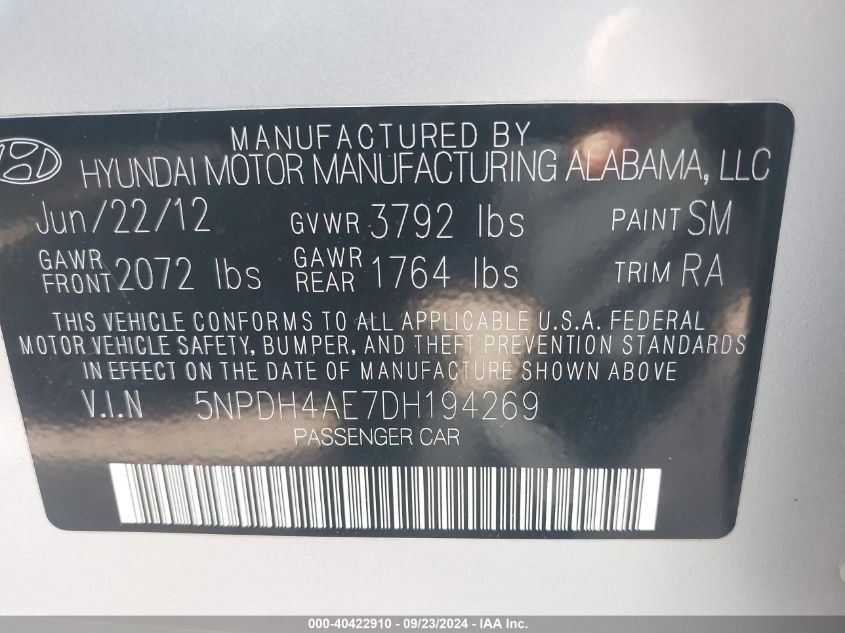 MANUFACTURED BY
HYUNDAI MOTOR MANUFACTURING ALABAMA, LLC
Jun/22/12 GVWR 3792 lbs PAINT SM
GAWR FRONT 2072 lbs GAWR REAR 1764 lbs TRIM RA
THIS VEHICLE CONFORMS TO ALL APPLICABLE U.S.A. FEDERAL
MOTOR VEHICLE SAFETY, BUMPER, AND THEFT PREVENTION STANDARDS
IN EFFECT ON THE DATE OF MANUFACTURE SHOWN ABOVE.
V.I.N 5NPDH4AE7DH194269
PASSENGER CAR
000-40422910 - 09/23/2024 - IAA Inc.